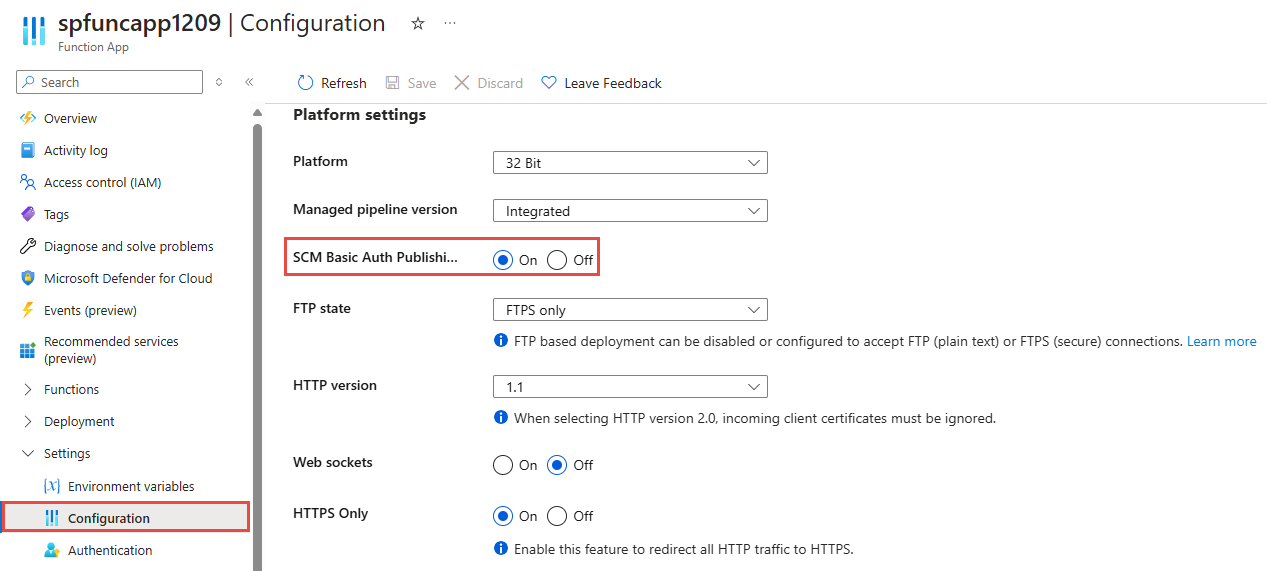 spfuncapp1209 | Configuration ☆ ...
Function App
Search
Refresh Save Discard Leave Feedback
Overview
Activity log
Access control (IAM)
Tags
Diagnose and solve problems
Microsoft Defender for Cloud
Events (preview)
Recommended services
(preview)
Functions
Deployment
Settings
Environment variables
Configuration
Authentication
Platform settings
Platform 32 Bit
Managed pipeline version Integrated
SCM Basic Auth Publishi... On Off
FTP state FTPS only
FTP based deployment can be disabled or configured to accept FTP (plain text) or FTPS (secure) connections. Learn more
HTTP version 1.1
When selecting HTTP version 2.0, incoming client certificates must be ignored.
Web sockets On Off
HTTPS Only On Off
Enable this feature to redirect all HTTP traffic to HTTPS.